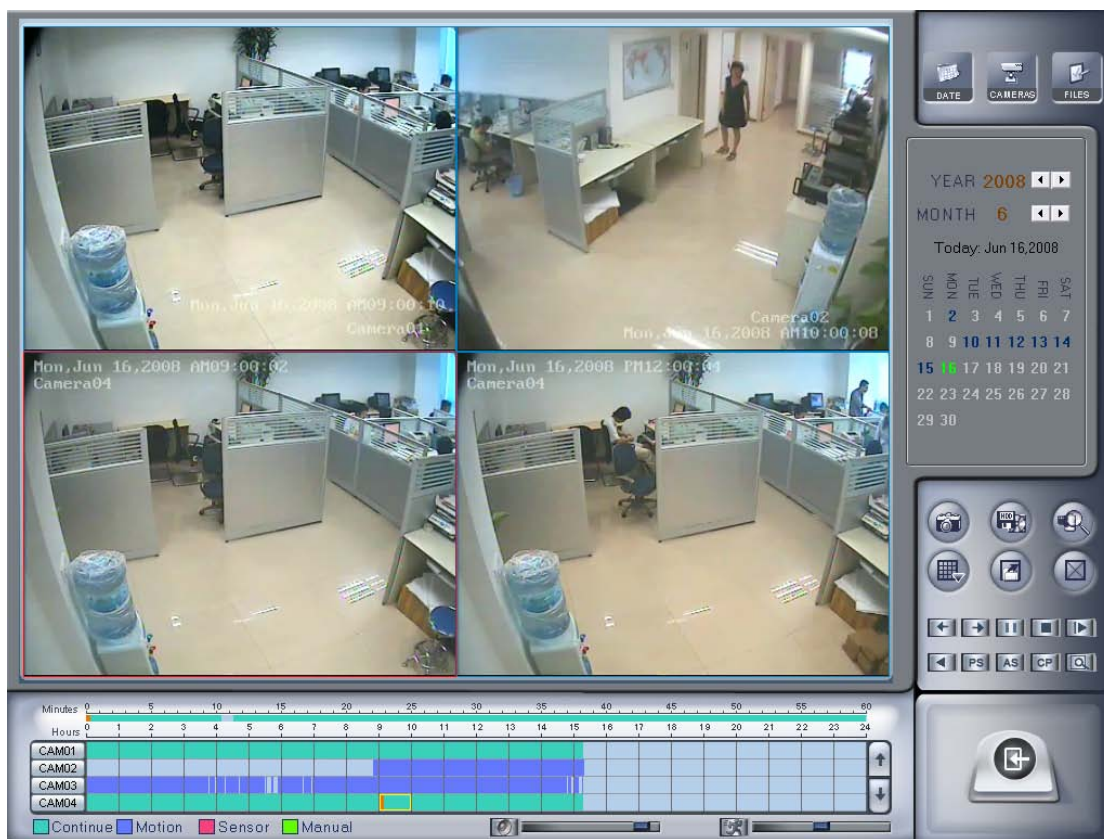 DATE
CAMERAS
FILES
Mon,Jun 16,2008 AM09:00:10
Camera01
Camera02
Mon,Jun 16,2008 AM10:00:08
Mon,Jun 16,2008 AM09:00:02
Camera04
Mon,Jun 16,2008 PM12:00:04
Camera04
YEAR 2008
MONTH 6
Today: Jun 16,2008
SUN MON TUE WED THU FRI SAT
1 2 3 4 5 6 7
8 9 10 11 12 13 14
15 16 17 18 19 20 21
22 23 24 25 26 27 28
29 30
HDD
PS AS CP
Minutes 0 5 10 15 20 25 30 35 40 45 50 55 60
Hours 0 1 2 3 4 5 6 7 8 9 10 11 12 13 14 15 16 17 18 19 20 21 22 23 24
CAM01
CAM02
CAM03
CAM04
Continue Motion Sensor Manual